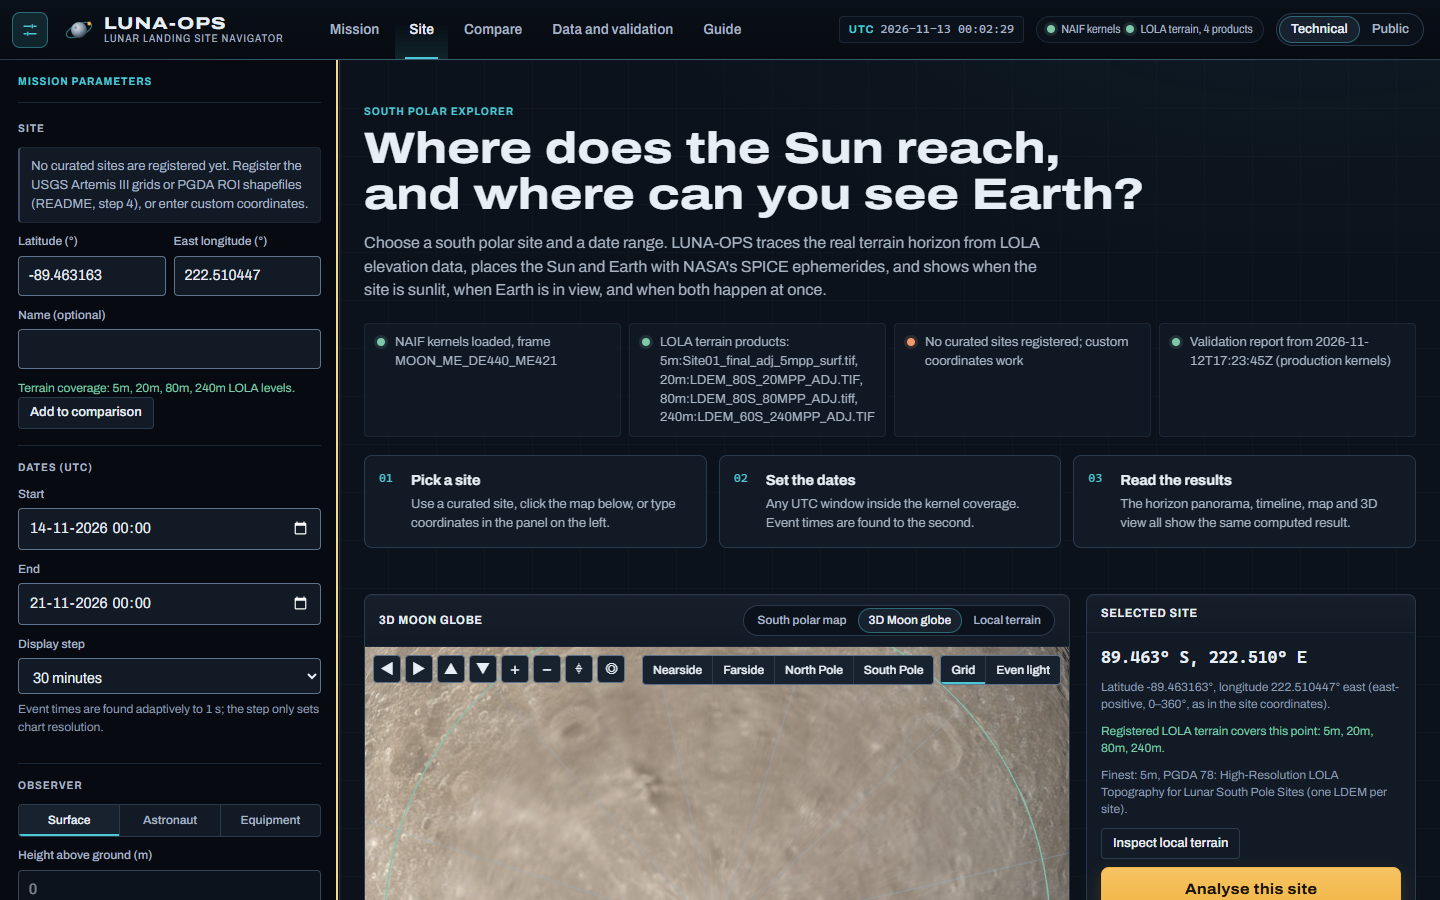 LUNA-OPS
LUNAR LANDING SITE NAVIGATOR
Mission
Site
Compare
Data and validation
Guide
UTC 2026-11-13 00:02:29
NAIF kernels
LOLA terrain, 4 products
Technical
Public
MISSION PARAMETERS
SITE
No curated sites are registered yet. Register the
USGS Artemis III grids or PGDA ROI shapefiles
(README, step 4), or enter custom coordinates.
Latitude (°)
East longitude (°)
-89.463163
222.510447
Name (optional)
Terrain coverage: 5m, 20m, 80m, 240m LOLA levels.
Add to comparison
DATES (UTC)
Start
14-11-2026 00:00
End
21-11-2026 00:00
Display step
30 minutes
Event times are found adaptively to 1 s; the step only sets
chart resolution.
OBSERVER
Surface
Astronaut
Equipment
Height above ground (m)
0
SOUTH POLAR EXPLORER
Where does the Sun reach,
and where can you see Earth?
Choose a south polar site and a date range. LUNA-OPS traces the real terrain horizon from LOLA
elevation data, places the Sun and Earth with NASA's SPICE ephemerides, and shows when the
site is sunlit, when Earth is in view, and when both happen at once.
NAIF kernels loaded, frame
MOON_ME_DE440_ME421
LOLA terrain products:
5m:Site01_final_adj_5mpp_surf.tif,
20m:LDEM_80S_20MPP_ADJ.TIF,
80m:LDEM_80S_80MPP_ADJ.tiff,
240m:LDEM_60S_240MPP_ADJ.TIF
No curated sites registered; custom
coordinates work
Validation report from 2026-11-
12T17:23:45Z (production kernels)
01
Pick a site
Use a curated site, click the map below, or type
coordinates in the panel on the left.
02
Set the dates
Any UTC window inside the kernel coverage.
Event times are found to the second.
03
Read the results
The horizon panorama, timeline, map and 3D
view all show the same computed result.
3D MOON GLOBE
South polar map
3D Moon globe
Local terrain
Nearside
Farside
North Pole
South Pole
Grid
Even light
SELECTED SITE
89.463° S, 222.510° E
Latitude -89.463163°, longitude 222.510447° east (east-
positive, 0–360°, as in the site coordinates).
Registered LOLA terrain covers this point: 5m, 20m,
80m, 240m.
Finest: 5m, PGDA 78: High-Resolution LOLA
Topography for Lunar South Pole Sites (one LDEM per
site).
Inspect local terrain
Analyse this site